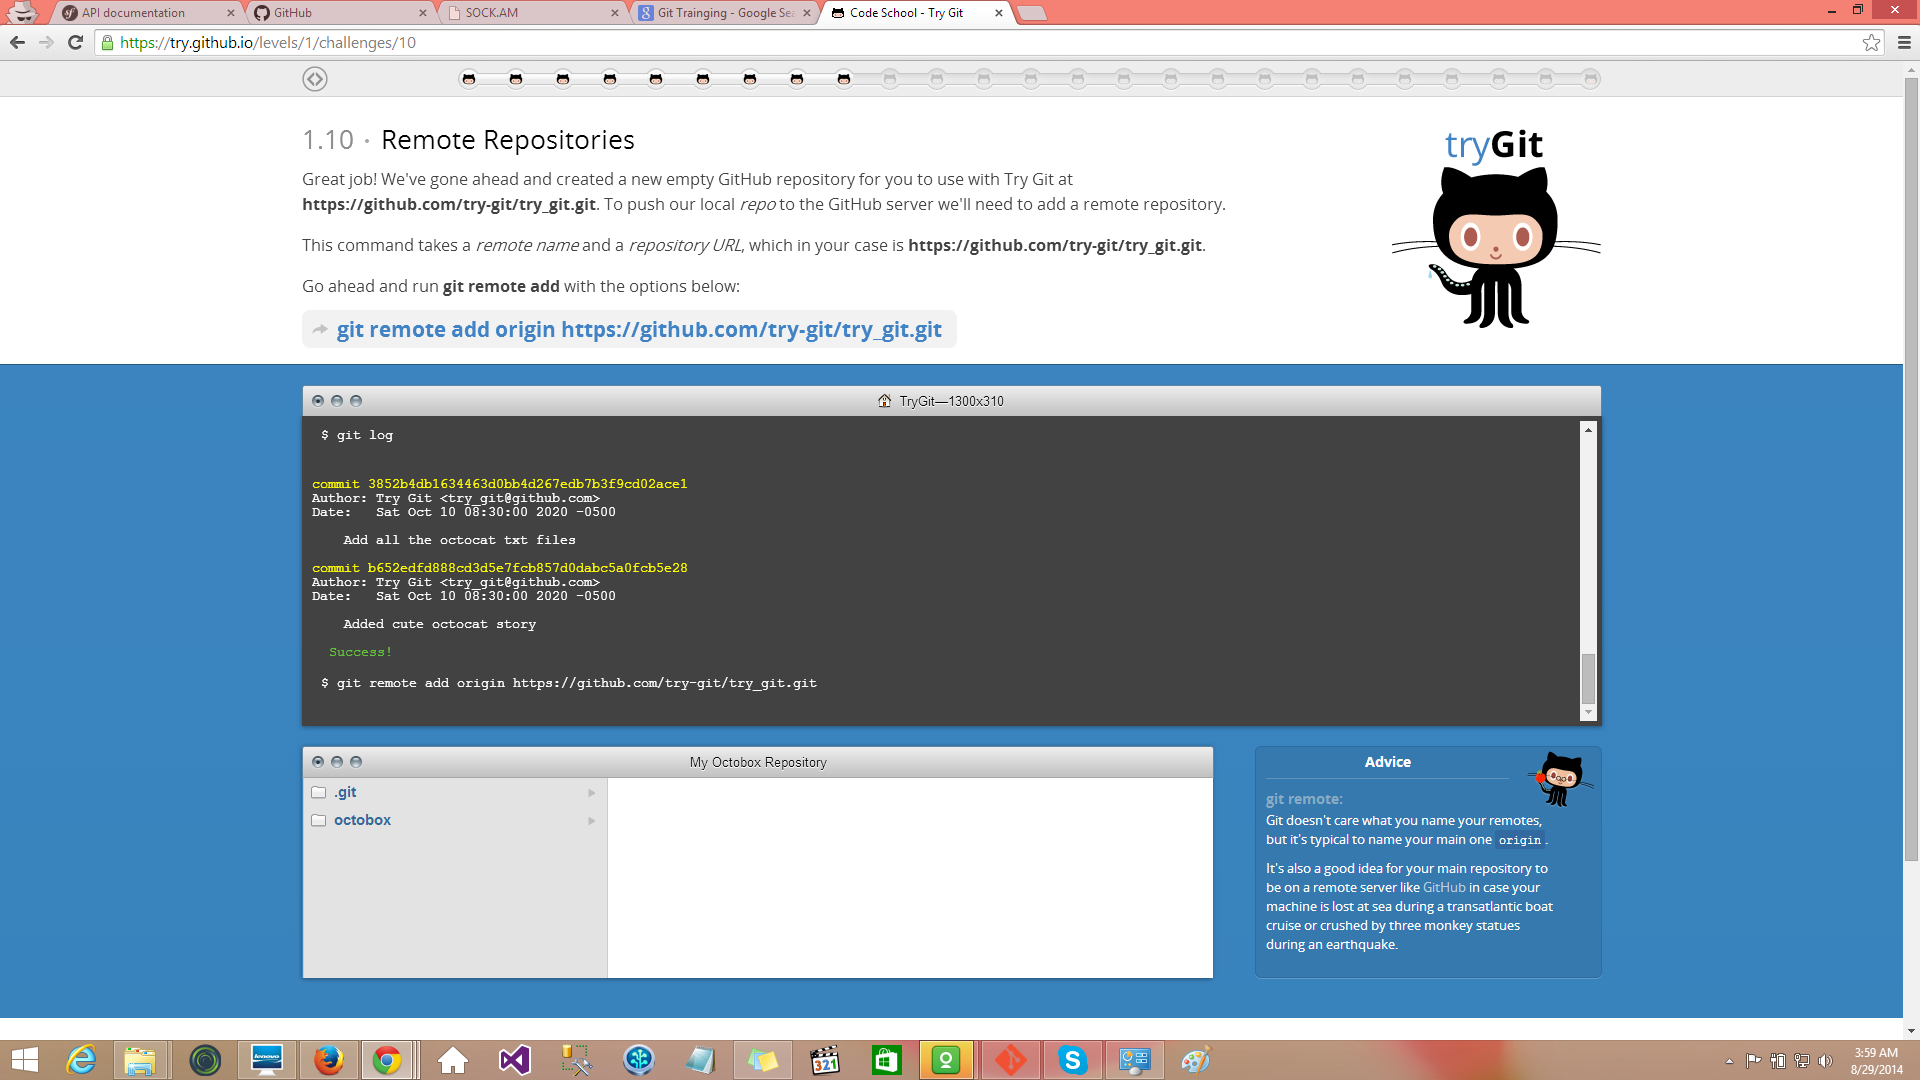 API documentation
GitHub
SOCK.AM
Git Trainging - Google Sea
Code School - Try Git
https://try.github.io/levels/1/challenges/10
1.10 · Remote Repositories
Great job! We've gone ahead and created a new empty GitHub repository for you to use with Try Git at
https://github.com/try-git/try_git.git. To push our local repo to the GitHub server we'll need to add a remote repository.
This command takes a remote name and a repository URL, which in your case is https://github.com/try-git/try_git.git.
Go ahead and run git remote add with the options below:
git remote add origin https://github.com/try-git/try_git.git
tryGit
TryGit—1300x310
$ git log
commit 3852b4db1634463d0bb4d267edb7b3f9cd02ace1
Author: Try Git <try_git@github.com>
Date:   Sat Oct 10 08:30:00 2020 -0500
Add all the octocat txt files
commit b652edfd888cd3d5e7fcb857d0dabc5a0fcb5e28
Author: Try Git <try_git@github.com>
Date:   Sat Oct 10 08:30:00 2020 -0500
Added cute octocat story
Success!
$ git remote add origin https://github.com/try-git/try_git.git
My Octobox Repository
.git
octobox
Advice
git remote:
Git doesn't care what you name your remotes,
but it's typical to name your main one origin.
It's also a good idea for your main repository to
be on a remote server like GitHub in case your
machine is lost at sea during a transatlantic boat
cruise or crushed by three monkey statues
during an earthquake.
lenovo
321
3:59 AM
8/29/2014